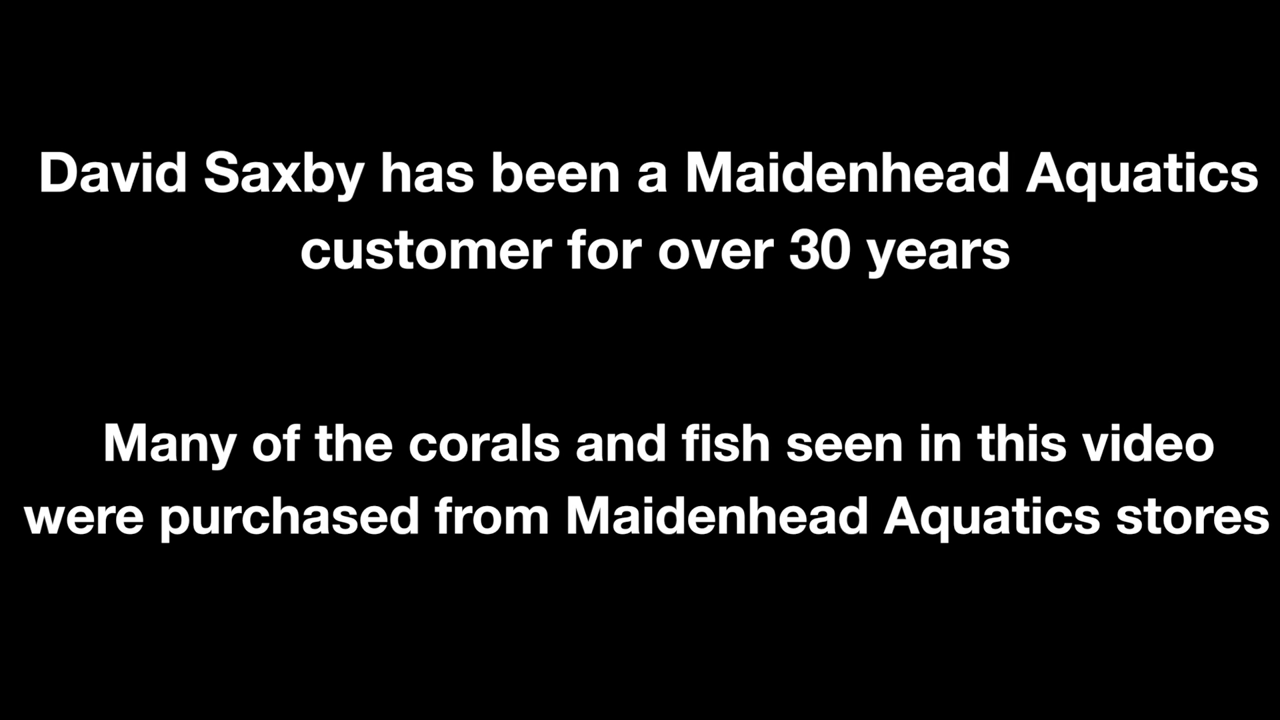 David Saxby has been a Maidenhead Aquatics
customer for over 30 years
Many of the corals and fish seen in this video
were purchased from Maidenhead Aquatics stores